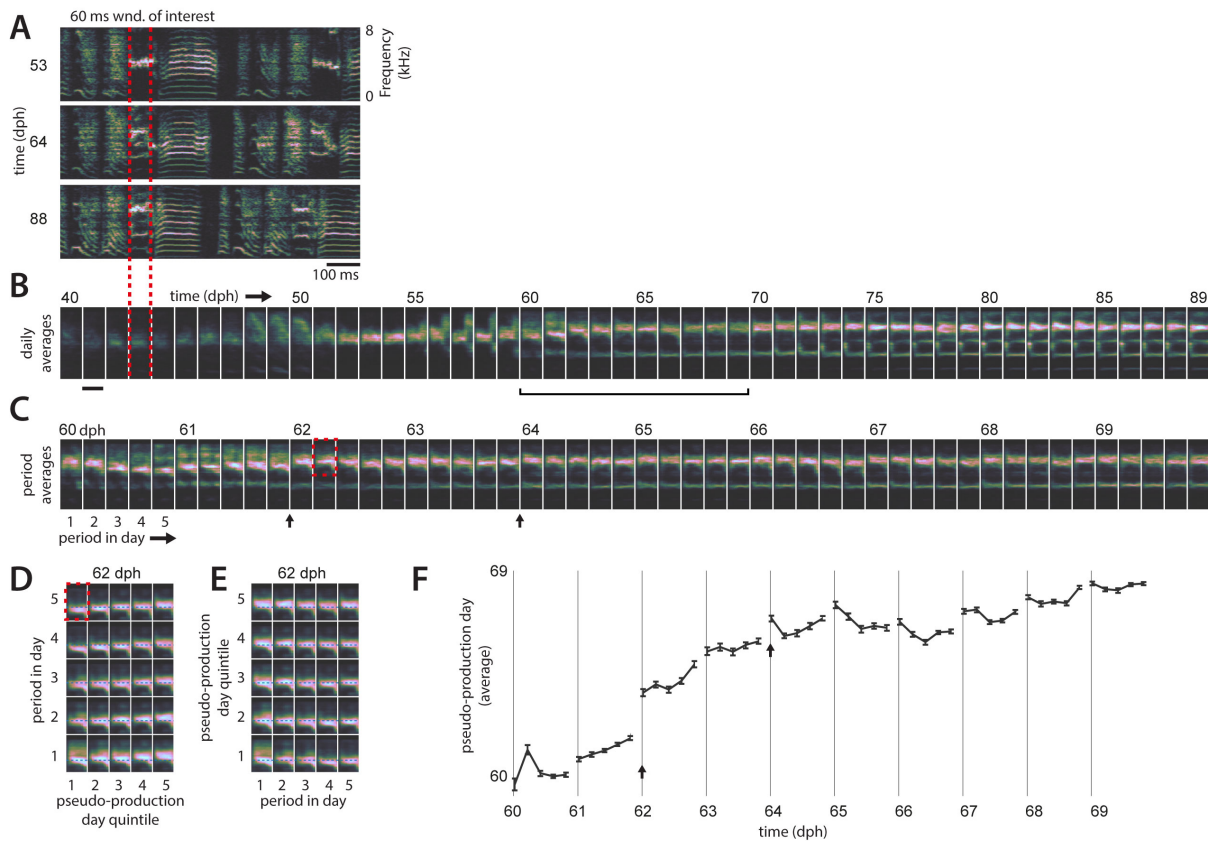 60 ms wnd. of interest
A
8
53
Frequency
(kHz)
0
time (dph)
64
88
100 ms
B
40 time (dph) 50 55 60 65 70 75 80 85 89
daily
averages
C
60 dph 61 62 63 64 65 66 67 68 69
period
averages
1 2 3 4 5
period in day
D
62 dph
period in day
5
4
3
2
1
1 2 3 4 5
pseudo-production
day quintile
E
62 dph
pseudo-production
day quintile
5
4
3
2
1
1 2 3 4 5
period in day
F
69
pseudo-production day
(average)
60
60 61 62 63 64 65 66 67 68 69
time (dph)